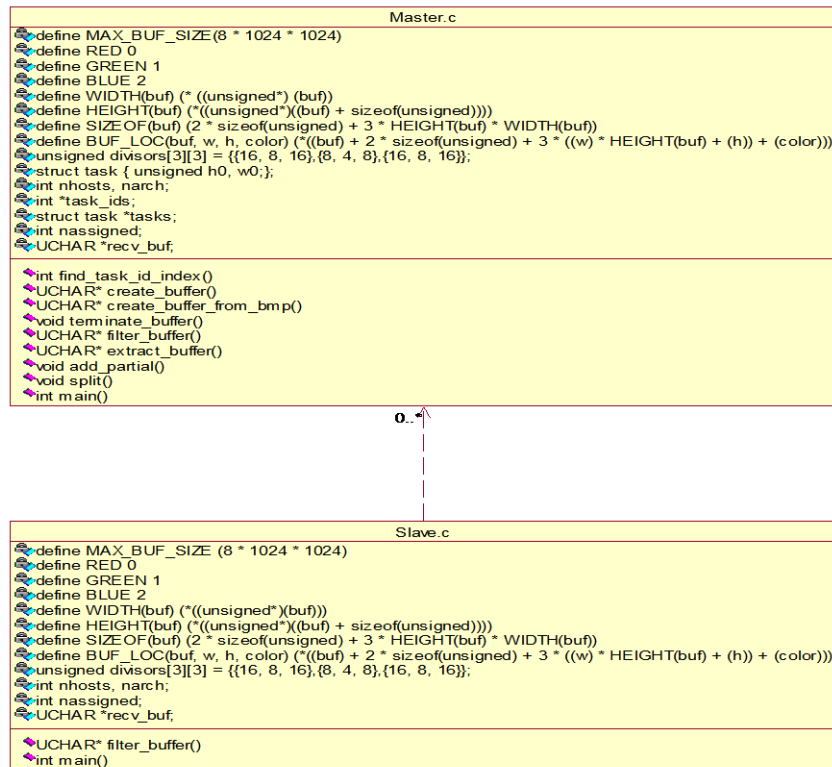 Master.c
define MAX_BUF_SIZE(8 * 1024 * 1024)
define RED 0
define GREEN 1
define BLUE 2
define WIDTH(buf) (* ((unsigned*) (buf))
define HEIGHT(buf) (*((unsigned*)((buf) + sizeof(unsigned))))
define SIZEOF(buf) (2 * sizeof(unsigned) + 3 * HEIGHT(buf) * WIDTH(buf))
define BUF_LOC(buf, w, h, color) (*((buf) + 2 * sizeof(unsigned) + 3 * ((w) * HEIGHT(buf) + (h)) + (color)))
unsigned divisors[3][3] = {{16, 8, 16},{8, 4, 8},{16, 8, 16}};
struct task { unsigned h0, w0;};
int nhosts, narch;
int *task_ids;
struct task *tasks;
int nassigned;
UCHAR *recv_buf;
int find_task_id_index()
UCHAR* create_buffer()
UCHAR* create_buffer_from_bmp()
void terminate_buffer()
UCHAR* filter_buffer()
UCHAR* extract_buffer()
void add_partial()
void split()
int main()
0..*
Slave.c
define MAX_BUF_SIZE (8 * 1024 * 1024)
define RED 0
define GREEN 1
define BLUE 2
define WIDTH(buf) (*((unsigned*)(buf)))
define HEIGHT(buf) (*((unsigned*)((buf) + sizeof(unsigned))))
define SIZEOF(buf) (2 * sizeof(unsigned) + 3 * HEIGHT(buf) * WIDTH(buf))
define BUF_LOC(buf, w, h, color) (*((buf) + 2 * sizeof(unsigned) + 3 * ((w) * HEIGHT(buf) + (h)) + (color)))
unsigned divisors[3][3] = {{16, 8, 16},{8, 4, 8},{16, 8, 16}};
int nhosts, narch;
int nassigned;
UCHAR *recv_buf;
UCHAR* filter_buffer()
int main()